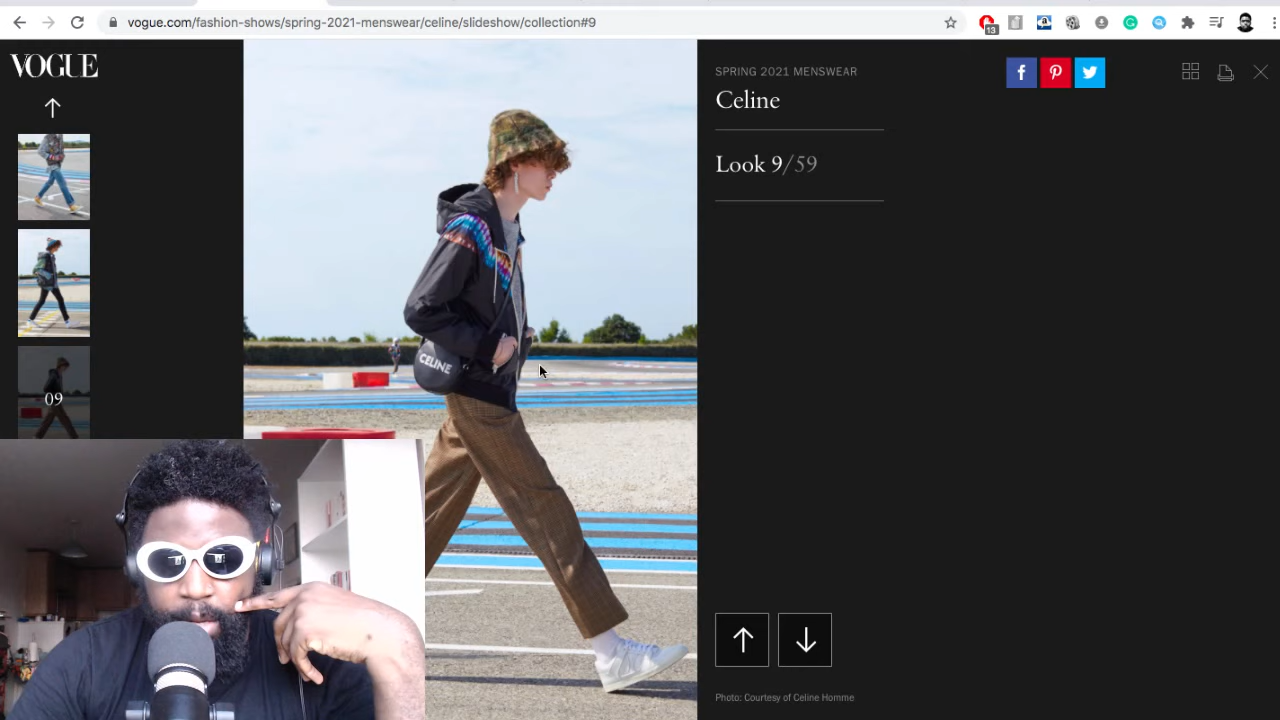 vogue.com/fashion-shows/spring-2021-menswear/celine/slideshow/collection#9
13
VOGUE
SPRING 2021 MENSWEAR
Celine
Look 9/59
09
CELINE
Photo: Courtesy of Celine Homme